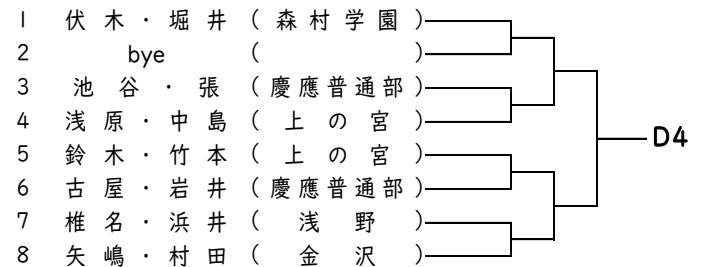 1 伏木・堀井(森村学園)
2 bye ( )
3 池谷・張(慶應普通部)
4 浅原・中島(上の宮)
5 鈴木・竹本(上の宮)
6 古屋・岩井(慶應普通部)
7 椎名・浜井(浅野)
8 矢嶋・村田(金沢)
D4